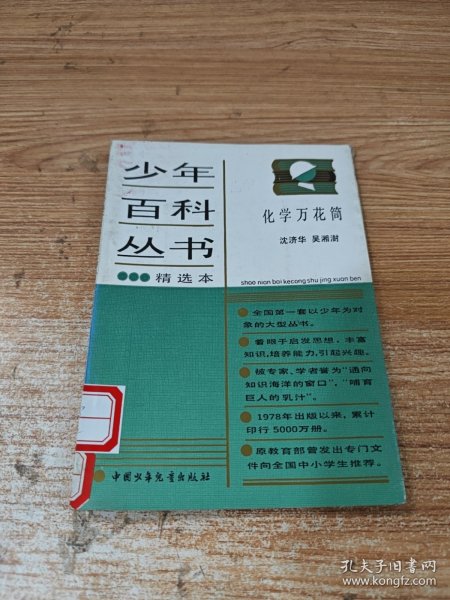 少年
百科
丛书
精选本
化学万花筒
沈济华 吴湘澍
shao nian bai ke cong shu jing xuan ben
全国第一套以少年为对
象的大型丛书。
着眼于启发思想，丰富
知识，培养能力，引起兴趣。
被专家、学者誉为“通向
知识海洋的窗口”，“哺育
巨人的乳汁”。
1978年出版以来，累计
印行5000万册。
原教育部曾发出专门文
件向全国中小学生推荐。
中国少年儿童出版社
孔夫子旧书网
www.kongfz.com